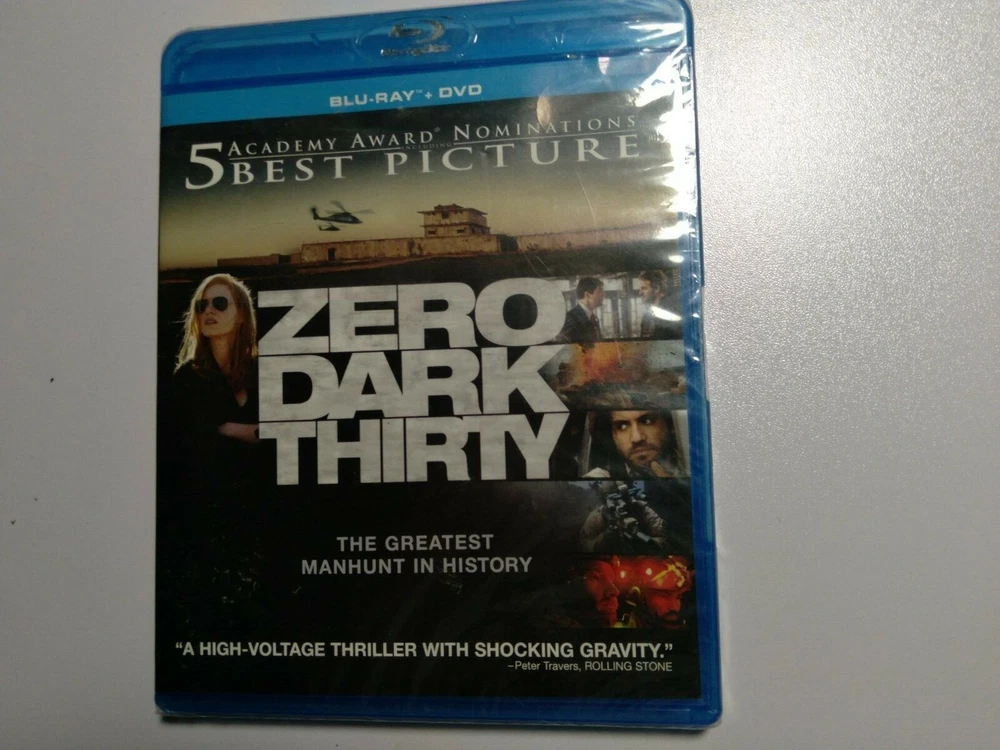 BLU-RAY™ + DVD
5 ACADEMY AWARD® NOMINATIONS
INCLUDING
BEST PICTURE
ZERO
DARK
THIRTY
THE GREATEST
MANHUNT IN HISTORY
“A HIGH-VOLTAGE THRILLER WITH SHOCKING GRAVITY.”
–Peter Travers, ROLLING STONE